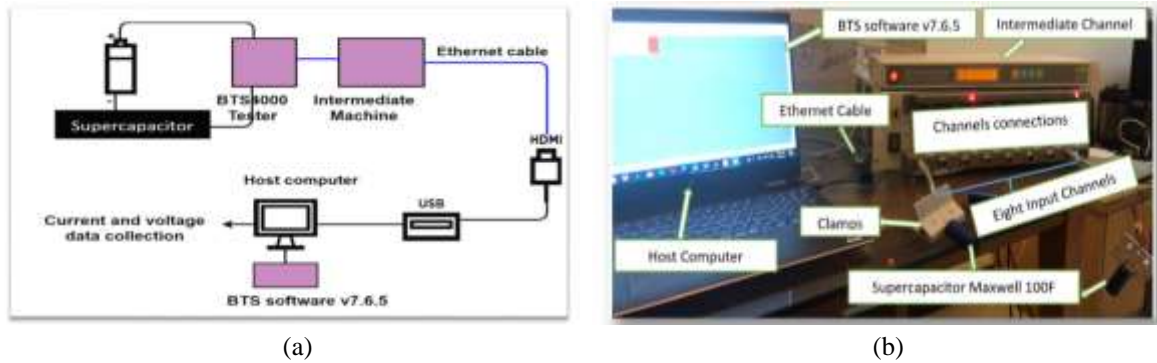 Ethernet cable
BTS4000
Tester
Intermediate
Machine
Supercapacitor
HDMI
Host computer
USB
Current and voltage
data collection
BTS software v7.6.5
(a)
BTS software v7.6.5
Intermediate Channel
Ethernet Cable
Channels connections
Eight Input Channels
Clamps
Host Computer
Supercapacitor Maxwell 100F
(b)